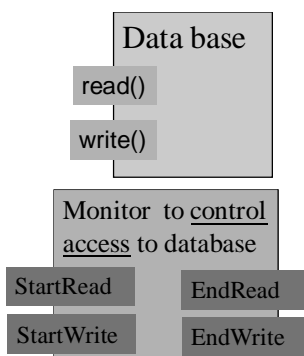 Data base
read()
write()
Monitor to control
access to database
StartRead
EndRead
StartWrite
EndWrite